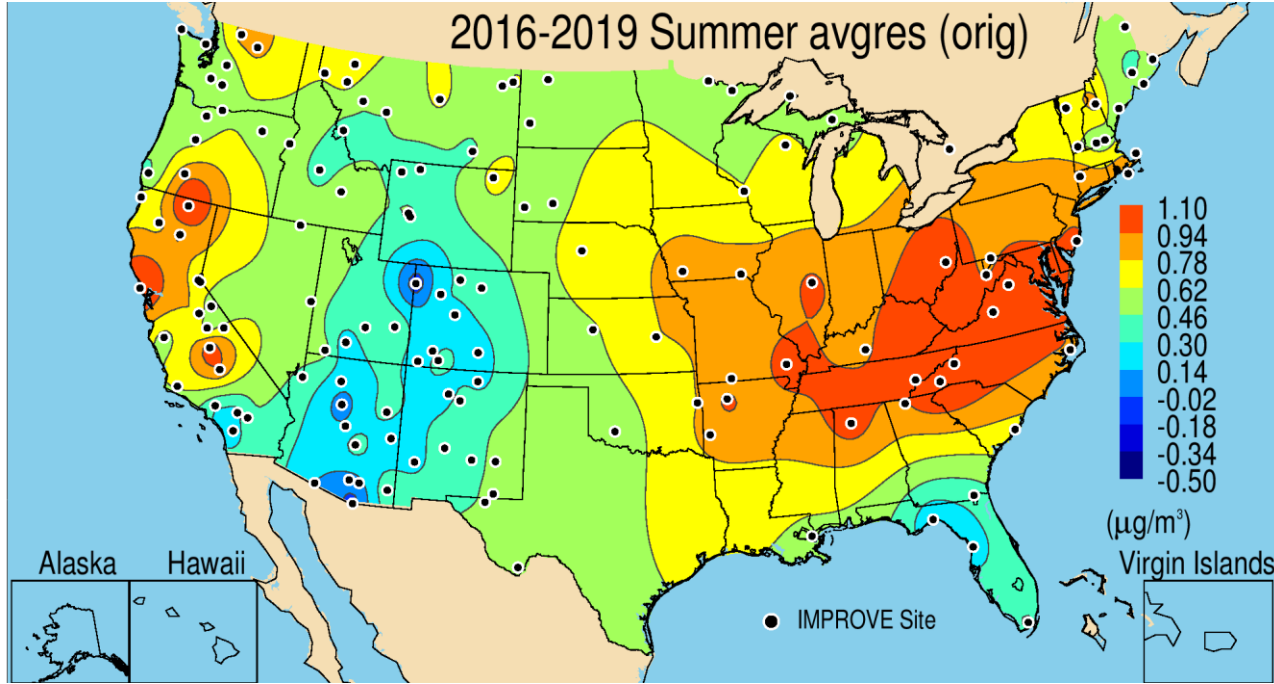 2016-2019 Summer avgres (orig)
1.10
0.94
0.78
0.62
0.46
0.30
0.14
-0.02
-0.18
-0.34
-0.50
(μg/m³)
Alaska
Hawaii
Virgin Islands
IMPROVE Site